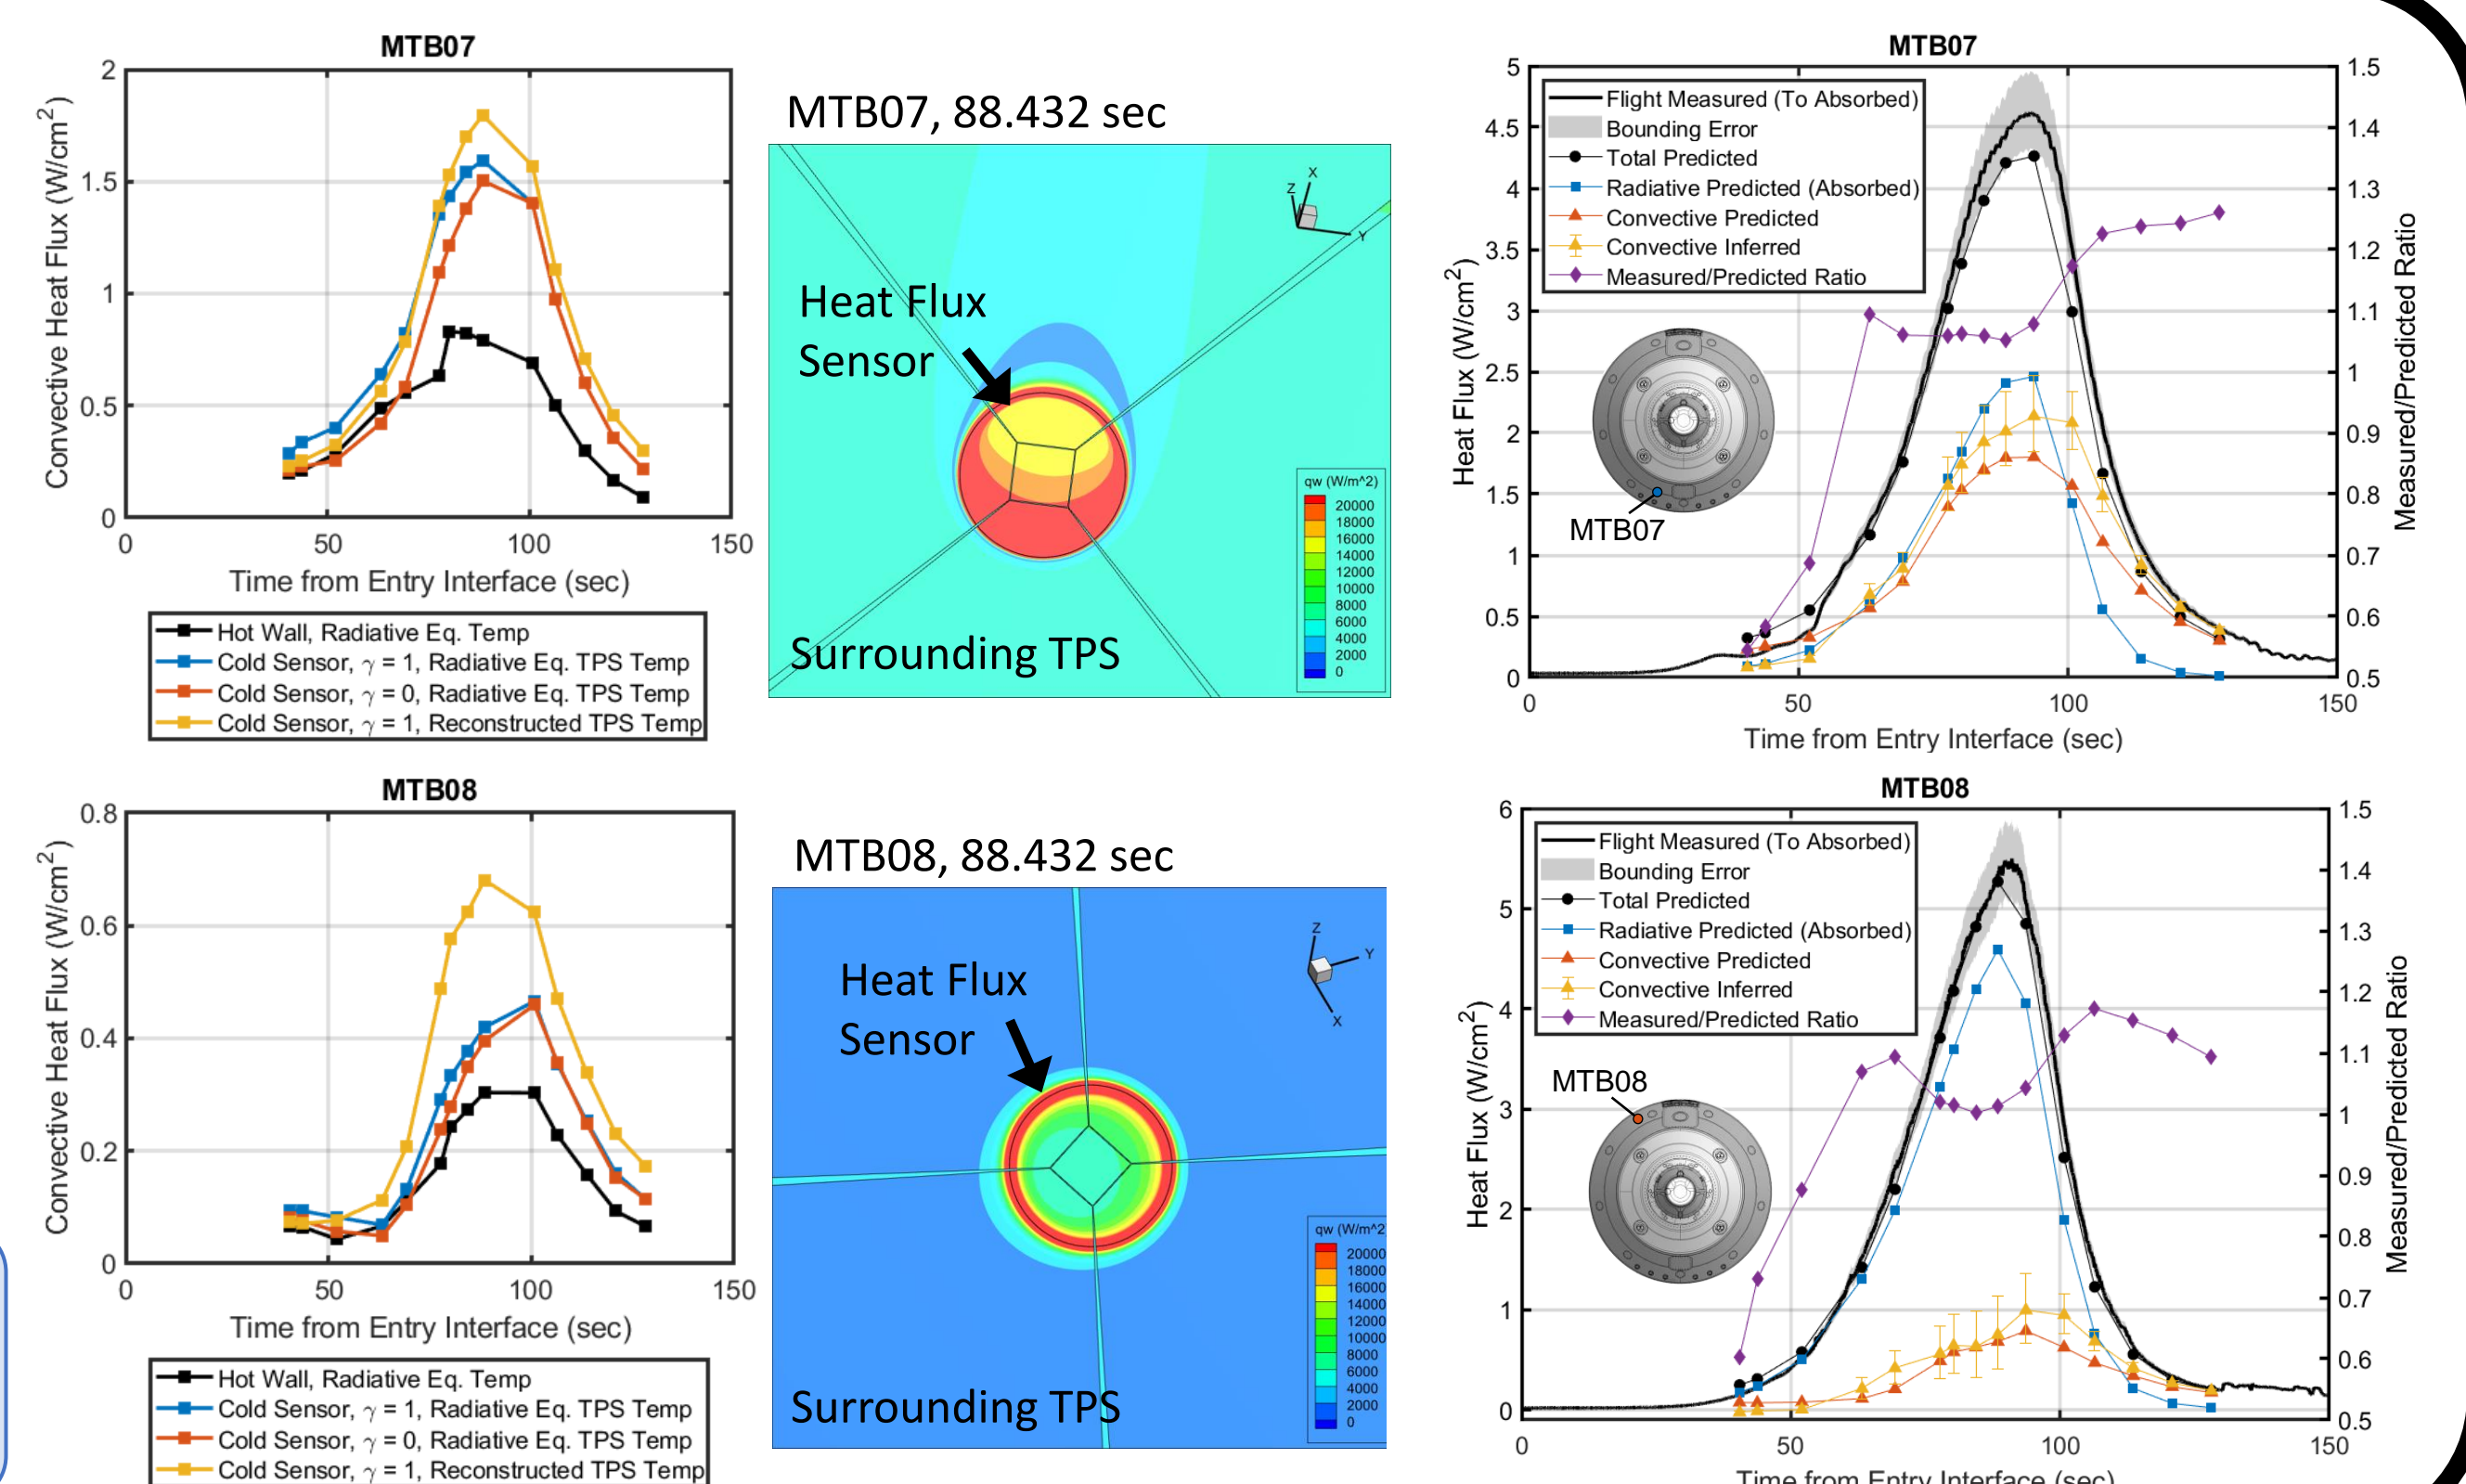 MTB07
Convective Heat Flux (W/cm²)
2
1.5
1
0.5
0
0
50
100
150
Time from Entry Interface (sec)
Hot Wall, Radiative Eq. Temp
Cold Sensor, γ = 1, Radiative Eq. TPS Temp
Cold Sensor, γ = 0, Radiative Eq. TPS Temp
Cold Sensor, γ = 1, Reconstructed TPS Temp
MTB07, 88.432 sec
X
Z
Y
Heat Flux
Sensor
Surrounding TPS
qw (W/m^2)
20000
18000
16000
14000
12000
10000
8000
6000
4000
2000
0
MTB07
Heat Flux (W/cm²)
5
4.5
4
3.5
3
2.5
2
1.5
1
0.5
0
Flight Measured (To Absorbed)
Bounding Error
Total Predicted
Radiative Predicted (Absorbed)
Convective Predicted
Convective Inferred
Measured/Predicted Ratio
MTB07
1.5
1.4
1.3
1.2
1.1
1
0.9
0.8
0.7
0.6
0.5
Measured/Predicted Ratio
0
50
100
150
Time from Entry Interface (sec)
MTB08
Convective Heat Flux (W/cm²)
0.8
0.6
0.4
0.2
0
0
50
100
150
Time from Entry Interface (sec)
Hot Wall, Radiative Eq. Temp
Cold Sensor, γ = 1, Radiative Eq. TPS Temp
Cold Sensor, γ = 0, Radiative Eq. TPS Temp
Cold Sensor, γ = 1, Reconstructed TPS Temp
MTB08, 88.432 sec
Z
Y
X
Heat Flux
Sensor
Surrounding TPS
qw (W/m^2
20000
18000
16000
14000
12000
10000
8000
6000
4000
2000
0
MTB08
Heat Flux (W/cm²)
6
5
4
3
2
1
0
Flight Measured (To Absorbed)
Bounding Error
Total Predicted
Radiative Predicted (Absorbed)
Convective Predicted
Convective Inferred
Measured/Predicted Ratio
MTB08
1.5
1.4
1.3
1.2
1.1
1
0.9
0.8
0.7
0.6
0.5
Measured/Predicted Ratio
0
50
100
150
Time from Entry Interface (sec)